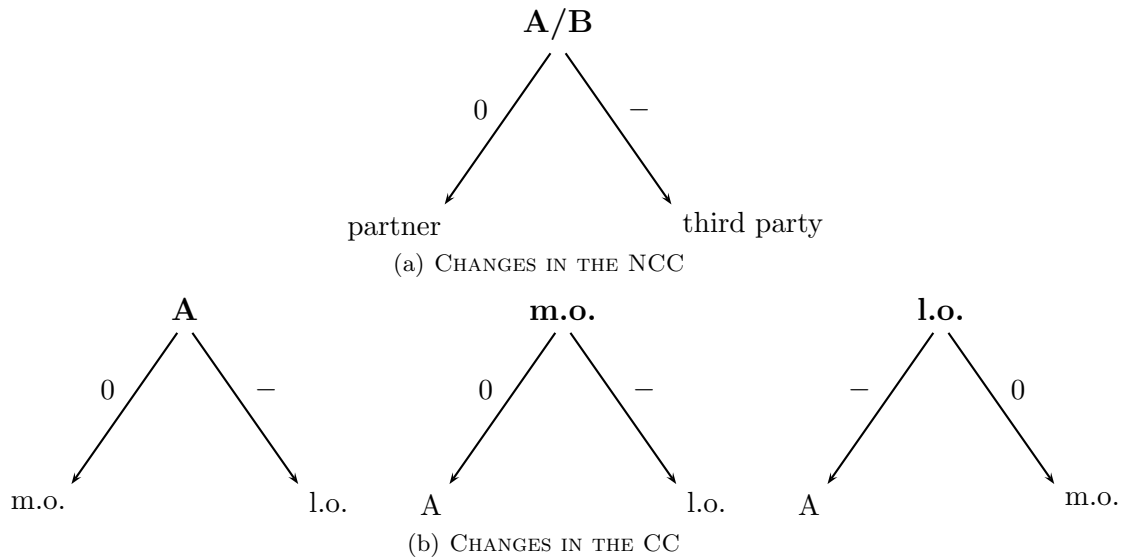 A/B
0 −
partner third party
(a) CHANGES IN THE NCC
A m.o. l.o.
0 − 0 − − 0
m.o. l.o. A l.o. A m.o.
(b) CHANGES IN THE CC